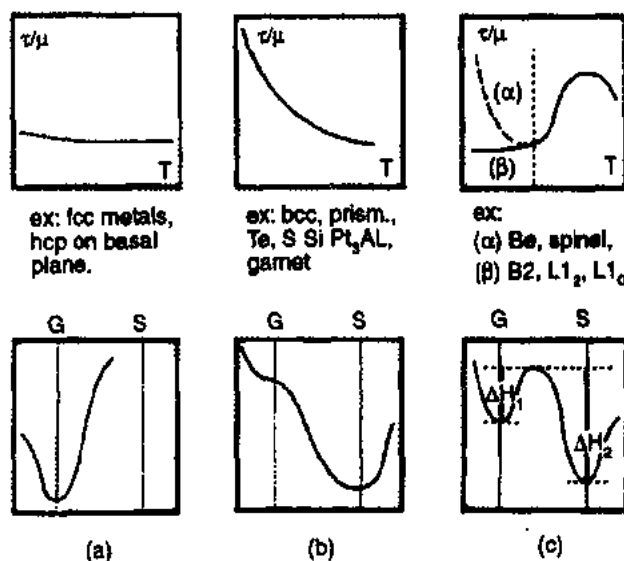 τ/μ
T
τ/μ
T
τ/μ
(α)
(β)
T
ex: fcc metals,
hcp on basal
plane.
ex: bcc, prism.,
Te, S Si Pt₃AL,
garnet
ex:
(α) Be, spinel,
(β) B2, L1₂, L1₀
G S
G S
G S
ΔH₁
ΔH₂
(a)
(b)
(c)